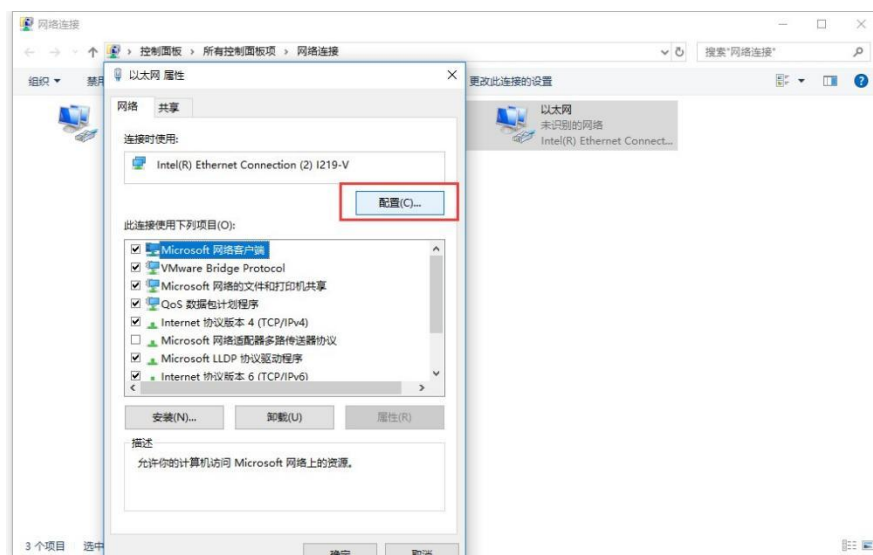 网络连接
控制面板 › 所有控制面板项 › 网络连接
搜索"网络连接"
组织
更改此连接的设置
以太网 属性
网络 共享
连接时使用:
Intel(R) Ethernet Connection (2) I219-V
配置(C)...
此连接使用下列项目(O):
Microsoft 网络客户端
VMware Bridge Protocol
Microsoft 网络的文件和打印机共享
QoS 数据包计划程序
Internet 协议版本 4 (TCP/IPv4)
Microsoft 网络适配器多路传送器协议
Microsoft LLDP 协议驱动程序
Internet 协议版本 6 (TCP/IPv6)
安装(N)... 卸载(U) 属性(R)
描述
允许你的计算机访问 Microsoft 网络上的资源。
确定 取消
以太网
未识别的网络
Intel(R) Ethernet Connect...
3 个项目 选中